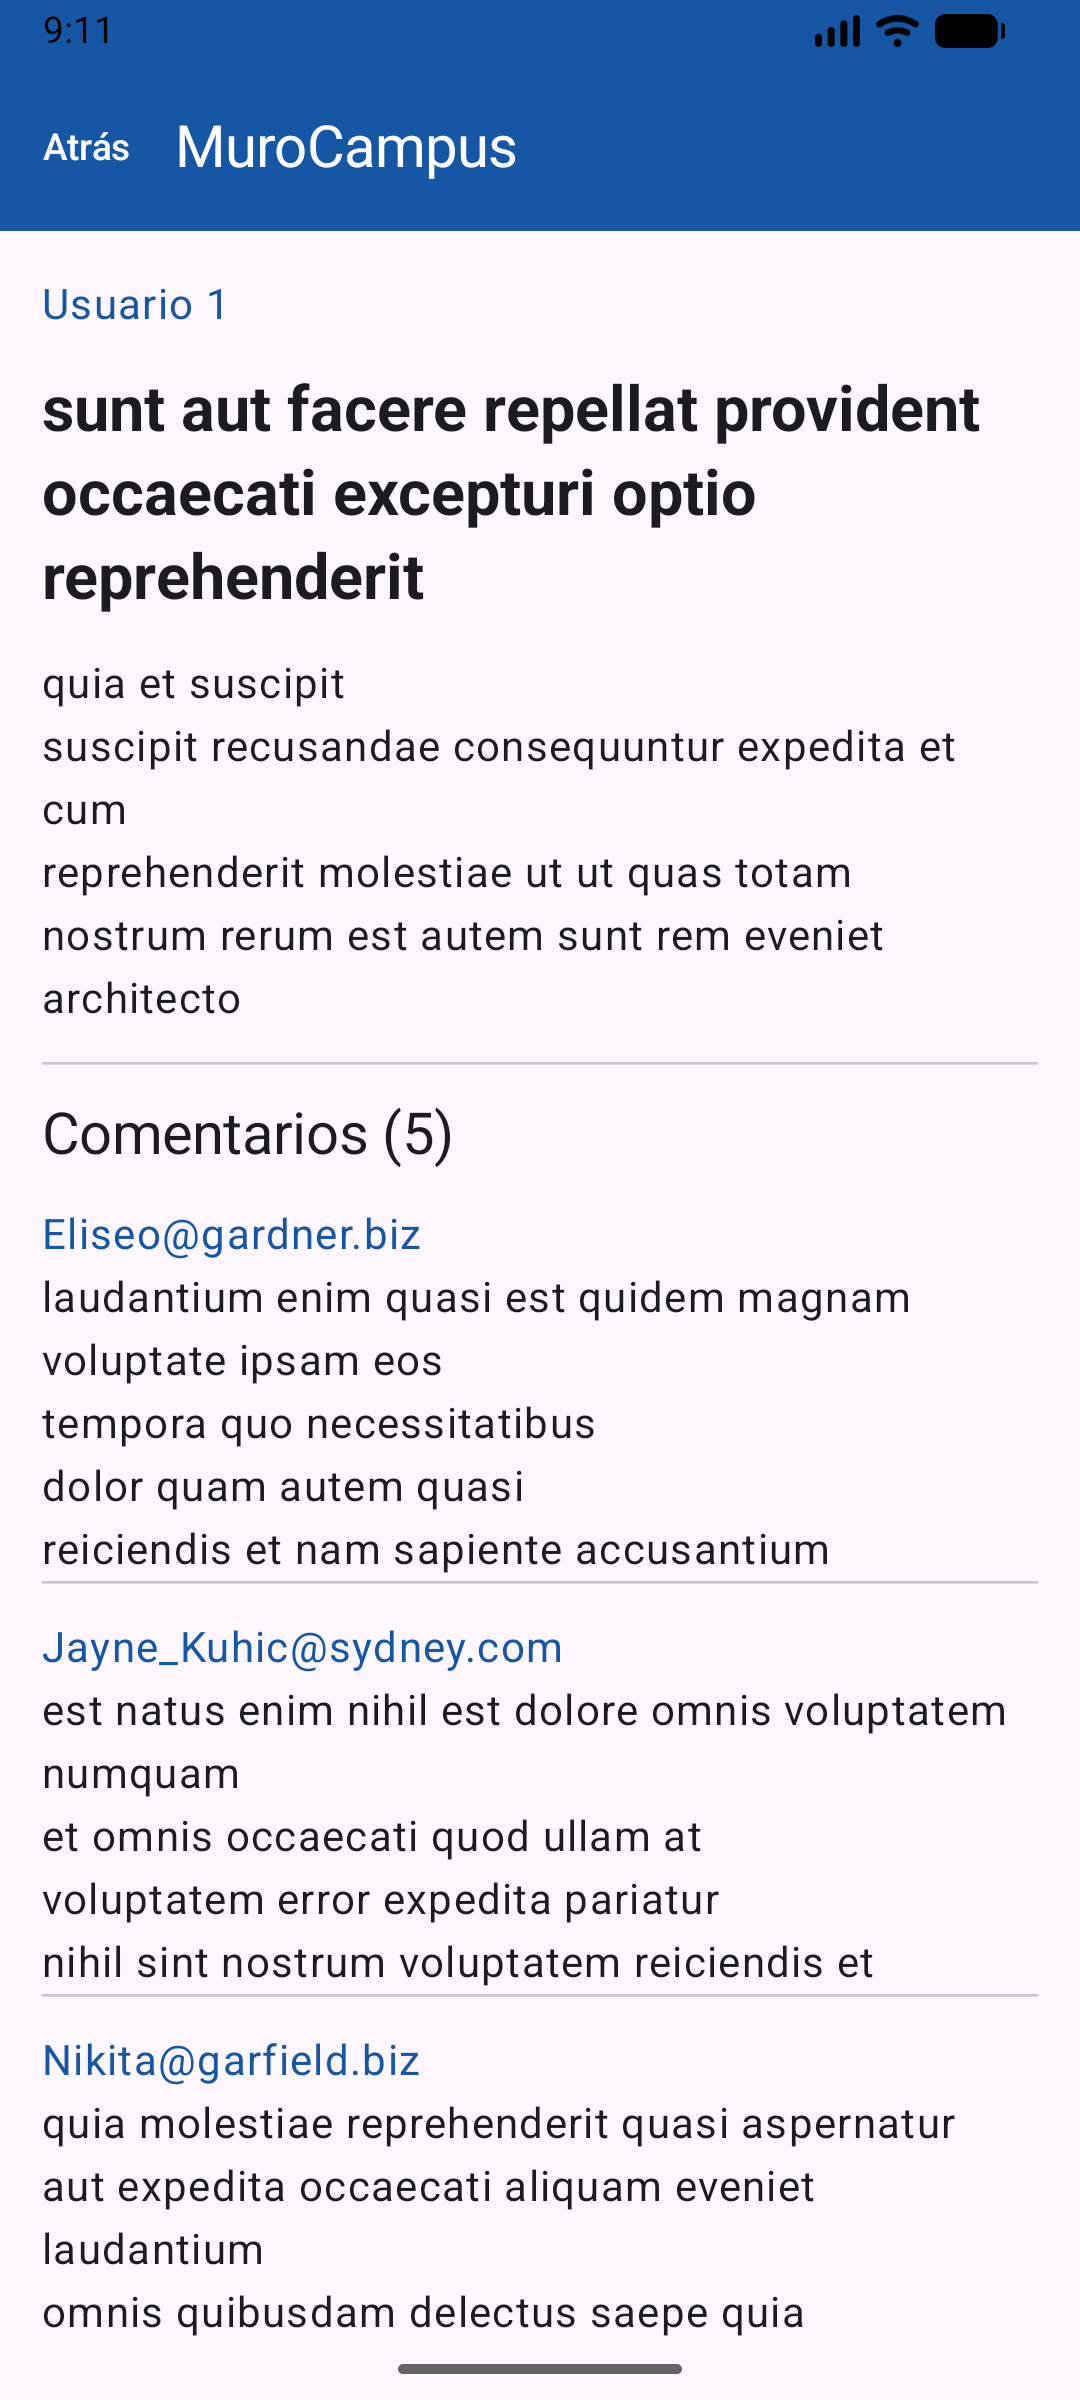 9:11
Atrás MuroCampus
Usuario 1
sunt aut facere repellat provident
occaecati excepturi optio
reprehenderit
quia et suscipit
suscipit recusandae consequuntur expedita et
cum
reprehenderit molestiae ut ut quas totam
nostrum rerum est autem sunt rem eveniet
architecto
Comentarios (5)
Eliseo@gardner.biz
laudantium enim quasi est quidem magnam
voluptate ipsam eos
tempora quo necessitatibus
dolor quam autem quasi
reiciendis et nam sapiente accusantium
Jayne_Kuhic@sydney.com
est natus enim nihil est dolore omnis voluptatem
numquam
et omnis occaecati quod ullam at
voluptatem error expedita pariatur
nihil sint nostrum voluptatem reiciendis et
Nikita@garfield.biz
quia molestiae reprehenderit quasi aspernatur
aut expedita occaecati aliquam eveniet
laudantium
omnis quibusdam delectus saepe quia